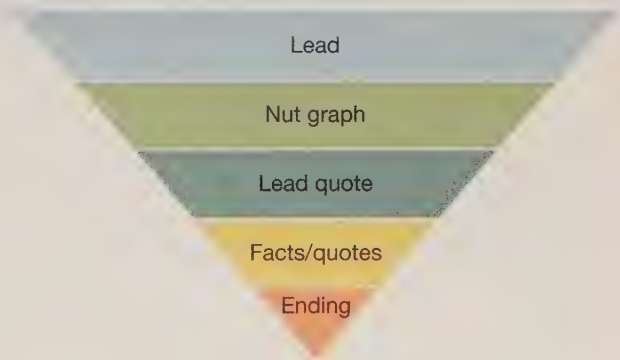 Lead
Nut graph
Lead quote
Facts/quotes
Ending